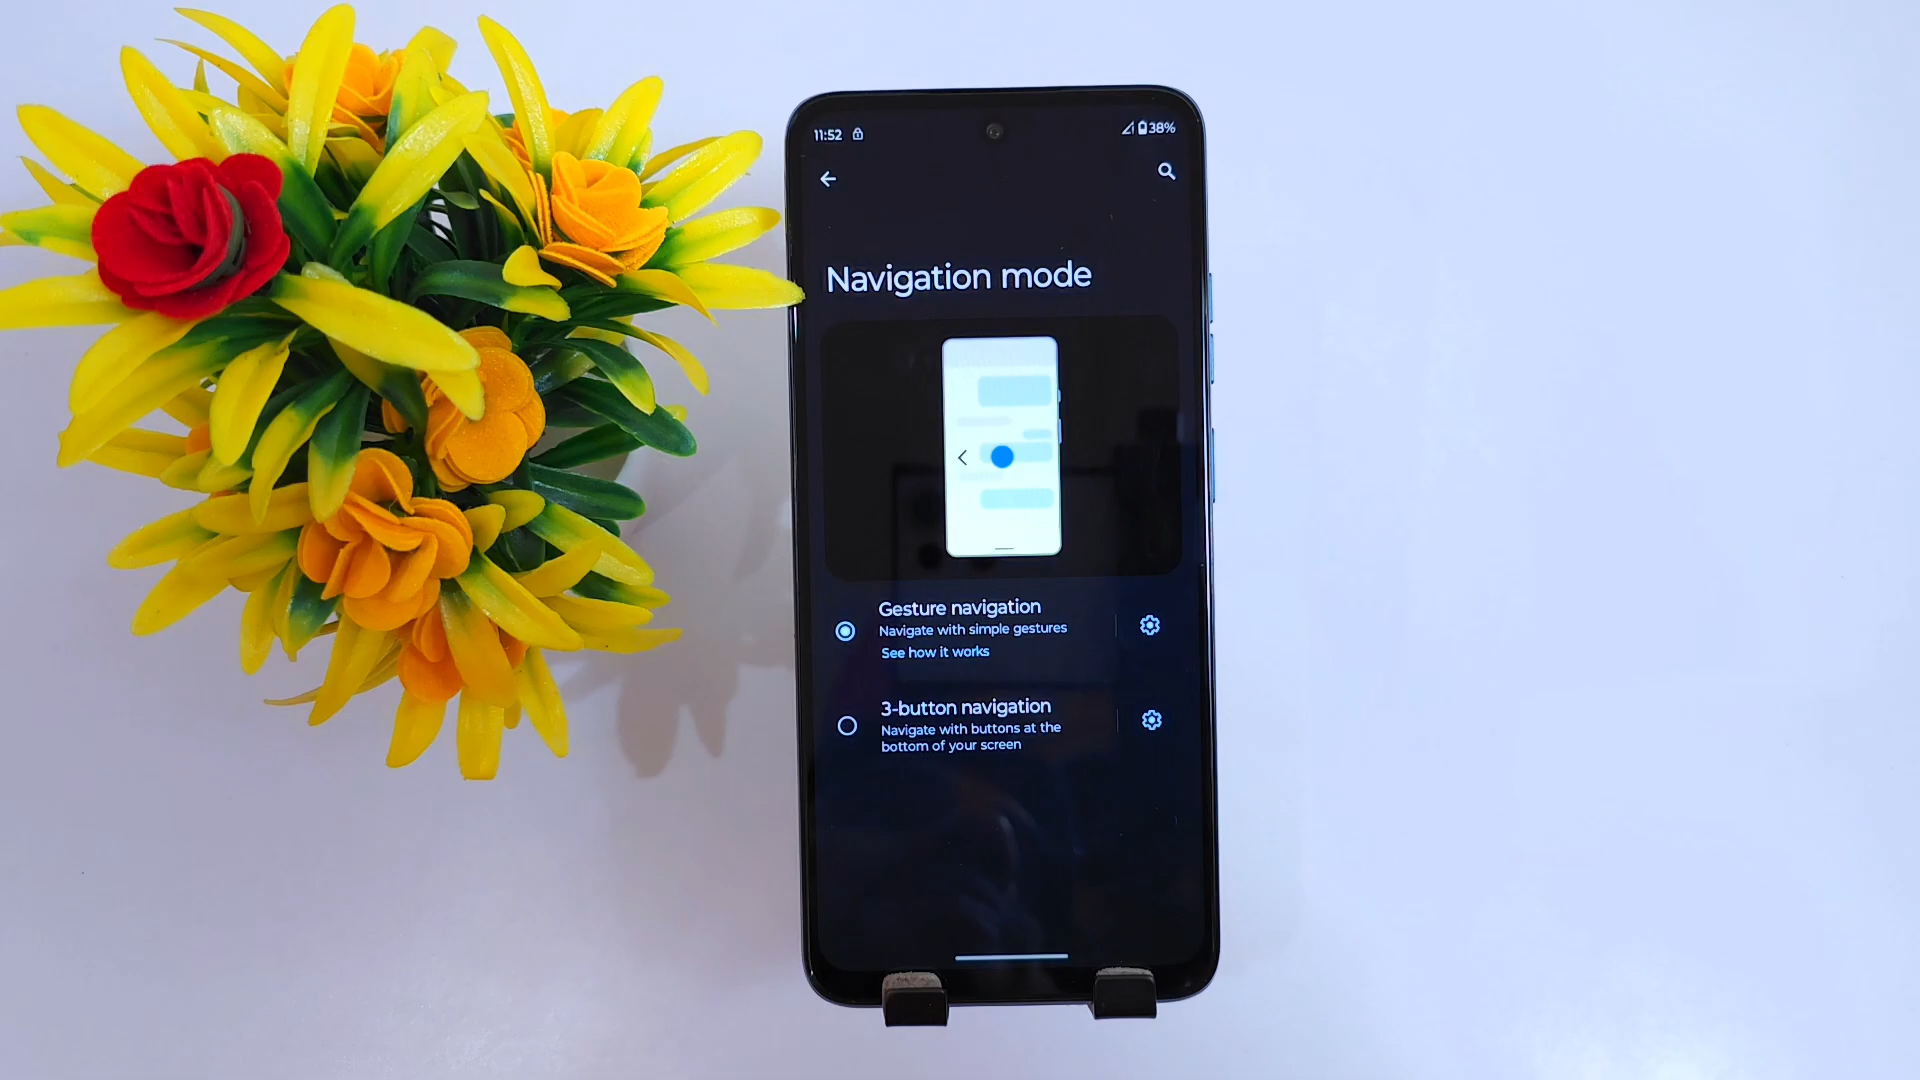 11:52
38%
Navigation mode
Gesture navigation
Navigate with simple gestures
See how it works
3-button navigation
Navigate with buttons at the
bottom of your screen